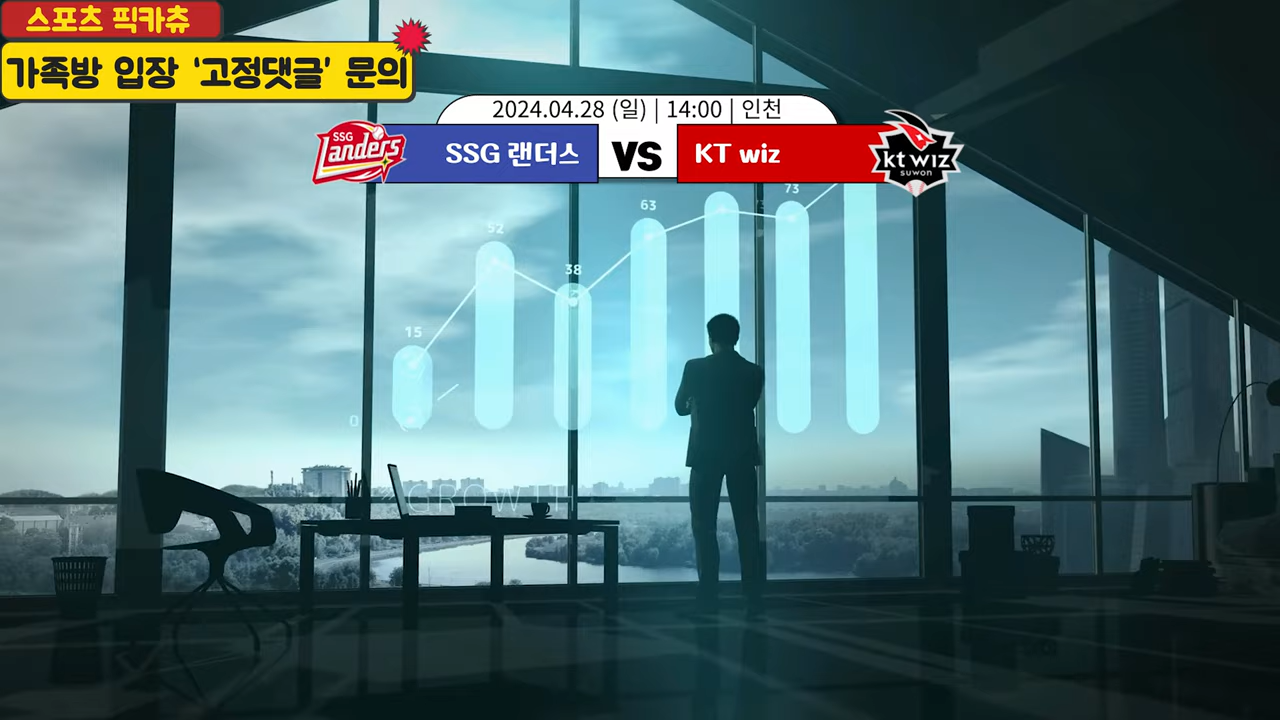 스포츠 픽카츄
가족방 입장 '고정댓글' 문의
2024.04.28 (일) | 14:00 | 인천
SSG
Landers
SSG 랜더스
VS
KT wiz
kt wiz
suwon
73
63
52
38
15
0
GROWTH